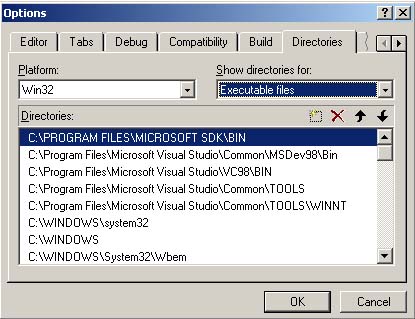 Options
Editor Tabs Debug Compatibility Build Directories
Platform: Show directories for:
Win32 Executable files
Directories:
C:\PROGRAM FILES\MICROSOFT SDK\BIN
C:\Program Files\Microsoft Visual Studio\Common\MSDev98\Bin
C:\Program Files\Microsoft Visual Studio\VC98\BIN
C:\Program Files\Microsoft Visual Studio\Common\TOOLS
C:\Program Files\Microsoft Visual Studio\Common\TOOLS\WINNT
C:\WINDOWS\system32
C:\WINDOWS
C:\WINDOWS\System32\Wbem
OK Cancel